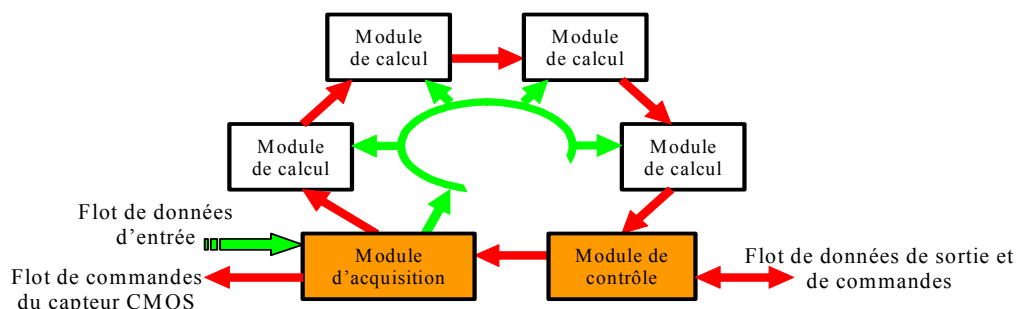 Module
de calcul
Module
de calcul
Module
de calcul
Module
de calcul
Flot de données
d'entrée
Module
d'acquisition
Module de
contrôle
Flot de données de sortie et
de commandes
Flot de commandes
du capteur CMOS